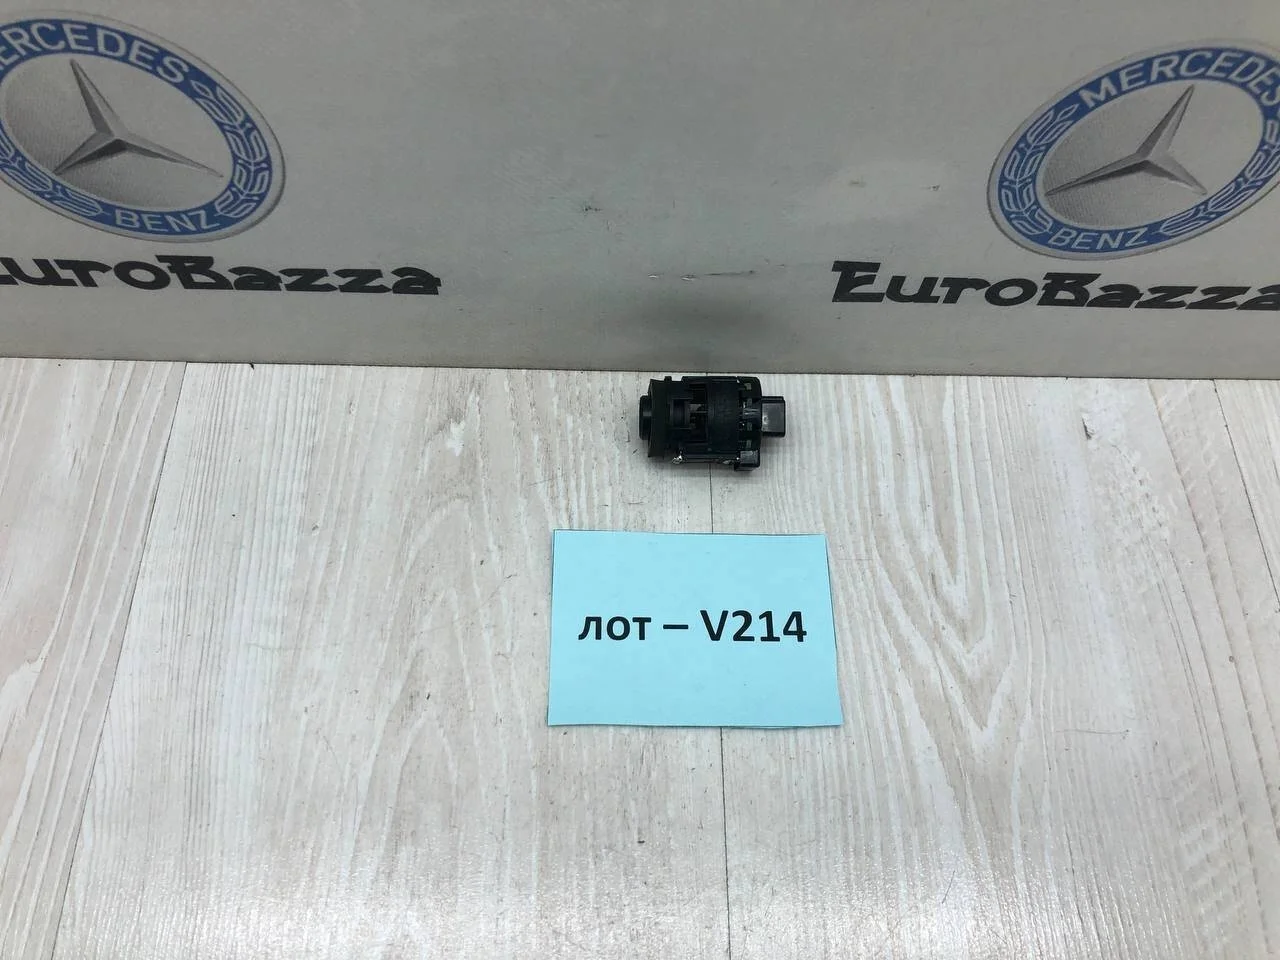 MERCEDES
BENZ
EuroBazza
MERCEDES
BENZ
EuroBazza
лот – V214